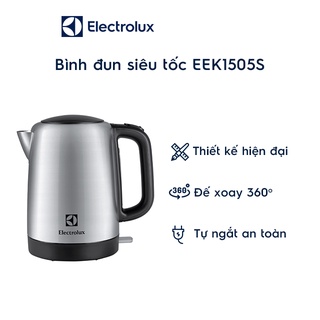 Electrolux
Bình đun siêu tốc EEK1505S
Thiết kế hiện đại
360°
Đế xoay 360°
Tự ngắt an toàn
Electrolux